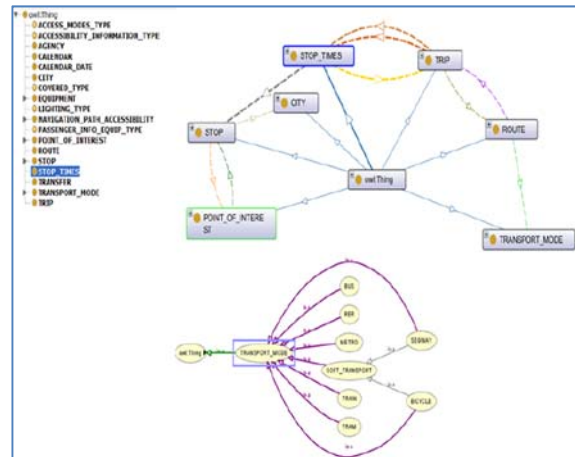 owl:Thing
ACCESS_MODES_TYPE
ACCESSIBILITY_INFORMATION_TYPE
AGENCY
CALENDAR
CALENDAR_DATE
CITY
COVERED_TYPE
EQUIPMENT
LIGHTING_TYPE
NAVIGATION_PATH_ACCESSIBILITY
PASSENGER_INFO_EQUIP_TYPE
POINT_OF_INTEREST
ROUTE
STOP
STOP_TIMES
TRANSFER
TRANSPORT_MODE
TRIP
STOP_TIMES
TRIP
CITY
STOP
ROUTE
owl:Thing
POINT_OF_INTERE
ST
TRANSPORT_MODE
BUS
RER
METRO
SEGWAY
owl:Thing
TRANSPORT_MODE
SOFT_TRANSPORT
TRAIN
BICYCLE
TRAM